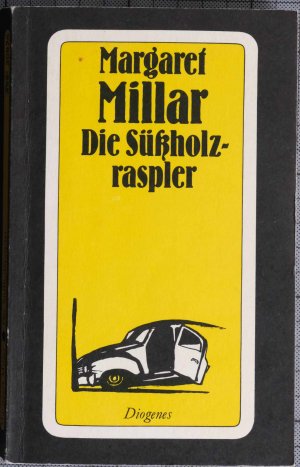 Margaret
Millar
Die Süßholz-
raspler
Diogenes